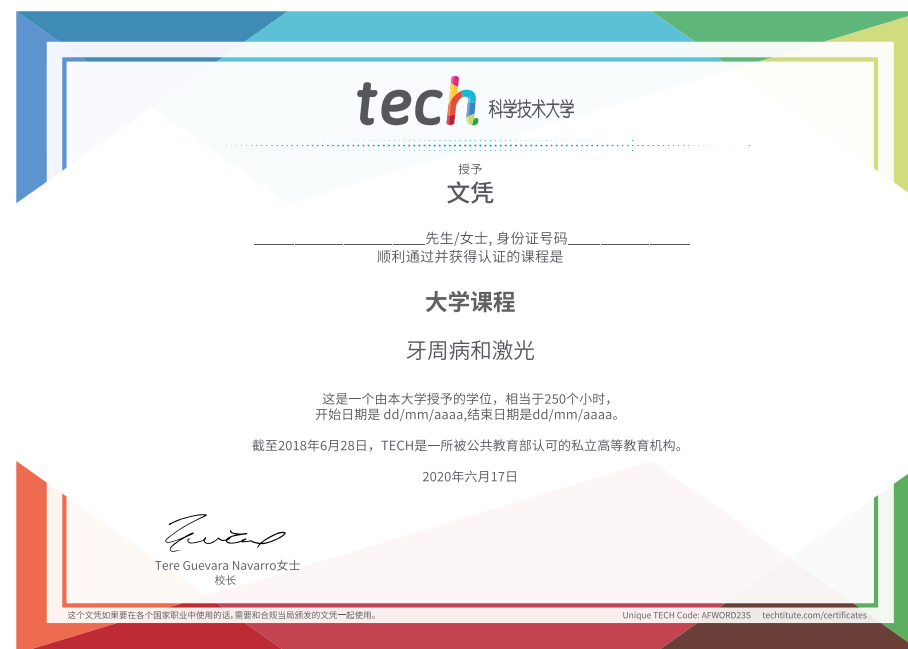 tech 科学技术大学
授予
文凭
____________________先生/女士, 身份证号码______________
顺利通过并获得认证的课程是
大学课程
牙周病和激光
这是一个由本大学授予的学位，相当于250个小时，
开始日期是 dd/mm/aaaa,结束日期是dd/mm/aaaa。
截至2018年6月28日，TECH是一所被公共教育部认可的私立高等教育机构。
2020年六月17日
Tere Guevara Navarro女士
校长
这个文凭如果要在各个国家职业中使用的话,需要和合规当局颁发的文凭一起使用。 Unique TECH Code: AFWORD23S techtitute.com/certificates